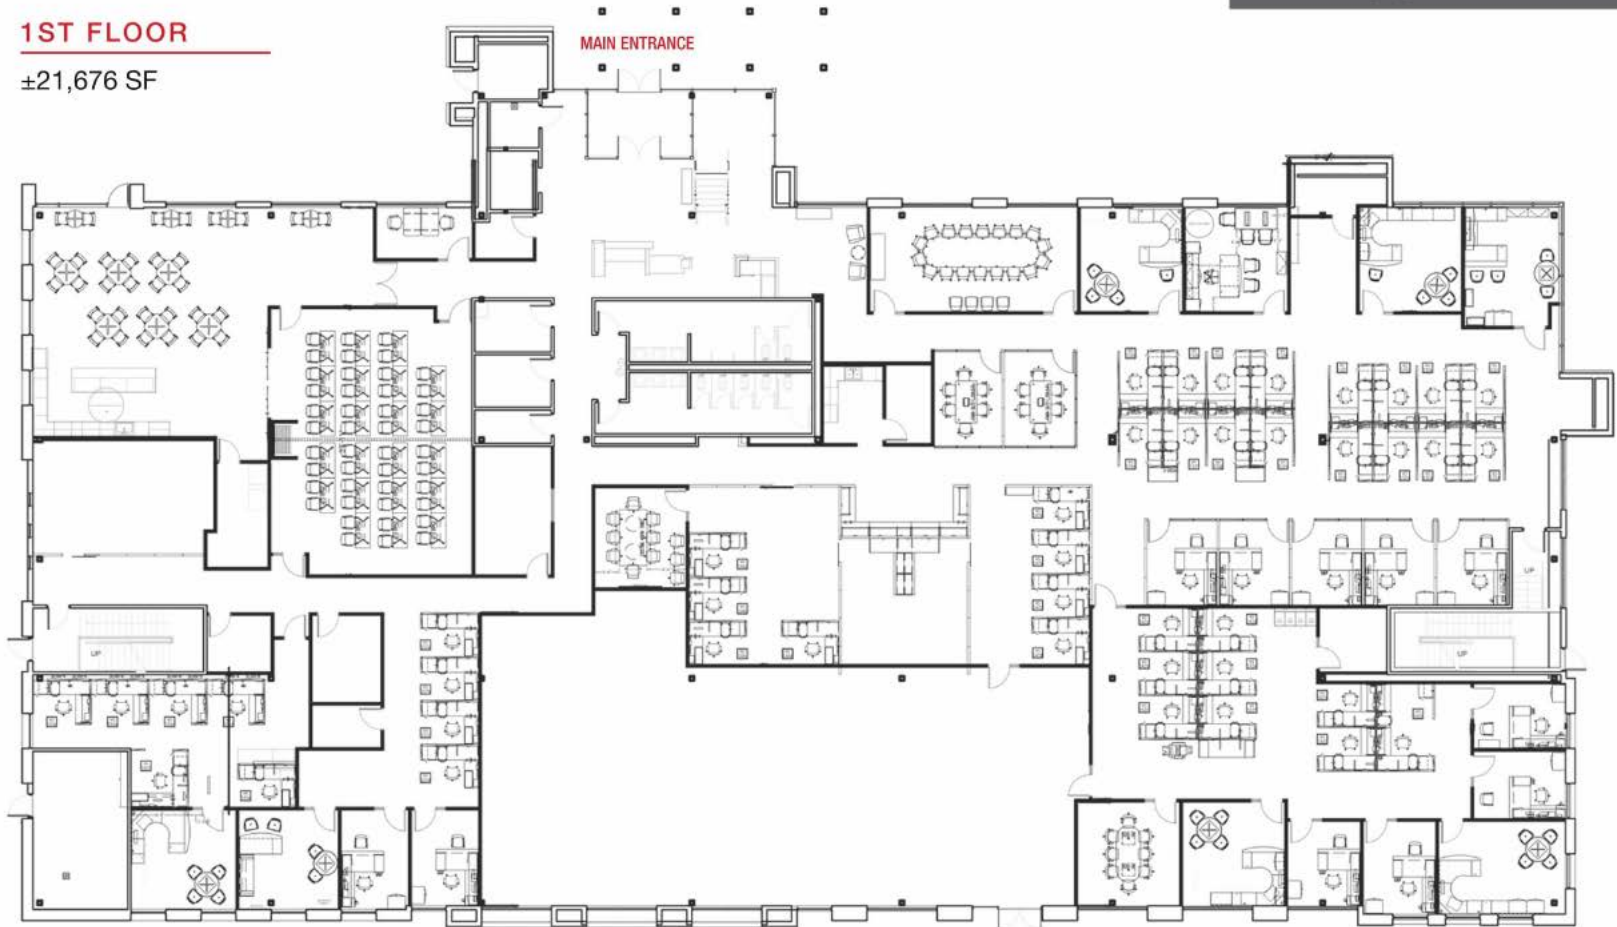 1ST FLOOR
±21,676 SF
MAIN ENTRANCE
UP
UP
UP